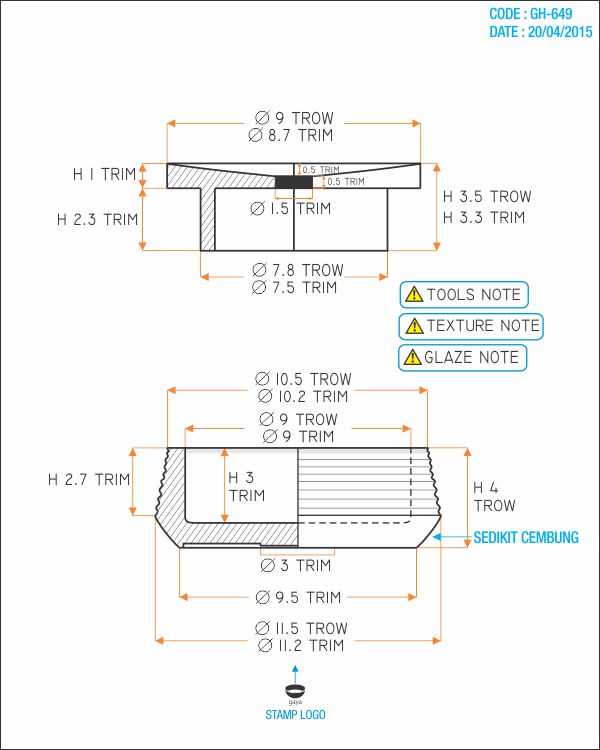 CODE : GH-649
DATE : 20/04/2015
Ø 9 TROW
Ø 8.7 TRIM
H 1 TRIM
0.5 TRIM
0.5 TRIM
H 2.3 TRIM
Ø 1.5 TRIM
H 3.5 TROW
H 3.3 TRIM
Ø 7.8 TROW
Ø 7.5 TRIM
TOOLS NOTE
TEXTURE NOTE
GLAZE NOTE
Ø 10.5 TROW
Ø 10.2 TRIM
Ø 9 TROW
Ø 9 TRIM
H 2.7 TRIM
H 3
TRIM
H 4
TROW
SEDIKIT CEMBUNG
Ø 3 TRIM
Ø 9.5 TRIM
Ø 11.5 TROW
Ø 11.2 TRIM
gaya
STAMP LOGO